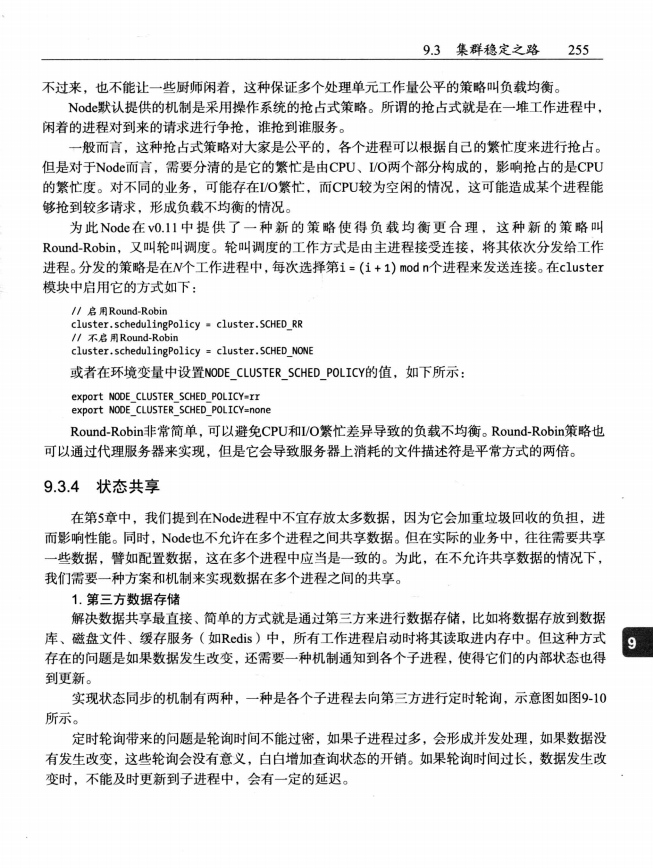 9.3 集群稳定之路 255
不过来，也不能让一些厨师闲着，这种保证多个处理单元工作量公平的策略叫负载均衡。
Node默认提供的机制是采用操作系统的抢占式策略。所谓的抢占式就是在一堆工作进程中，
闲着的进程对到来的请求进行争抢，谁抢到谁服务。
一般而言，这种抢占式策略对大家是公平的，各个进程可以根据自己的繁忙度来进行抢占。
但是对于Node而言，需要分清的是它的繁忙是由CPU、I/O两个部分构成的，影响抢占的是CPU
的繁忙度。对不同的业务，可能存在I/O繁忙，而CPU较为空闲的情况，这可能造成某个进程能
够抢到较多请求，形成负载不均衡的情况。
为此Node在v0.11中提供了一种新的策略使得负载均衡更合理，这种新的策略叫
Round-Robin，又叫轮叫调度。轮叫调度的工作方式是由主进程接受连接，将其依次分发给工作
进程。分发的策略是在N个工作进程中，每次选择第i = (i + 1) mod n个进程来发送连接。在cluster
模块中启用它的方式如下：
// 启用Round-Robin
cluster.schedulingPolicy = cluster.SCHED_RR
// 不启用Round-Robin
cluster.schedulingPolicy = cluster.SCHED_NONE
或者在环境变量中设置NODE_CLUSTER_SCHED_POLICY的值，如下所示：
export NODE_CLUSTER_SCHED_POLICY=rr
export NODE_CLUSTER_SCHED_POLICY=none
Round-Robin非常简单，可以避免CPU和I/O繁忙差异导致的负载不均衡。Round-Robin策略也
可以通过代理服务器来实现，但是它会导致服务器上消耗的文件描述符是平常方式的两倍。
9.3.4 状态共享
在第5章中，我们提到在Node进程中不宜存放太多数据，因为它会加重垃圾回收的负担，进
而影响性能。同时，Node也不允许在多个进程之间共享数据。但在实际的业务中，往往需要共享
一些数据，譬如配置数据，这在多个进程中应当是一致的。为此，在不允许共享数据的情况下，
我们需要一种方案和机制来实现数据在多个进程之间的共享。
1. 第三方数据存储
解决数据共享最直接、简单的方式就是通过第三方来进行数据存储，比如将数据存放到数据
库、磁盘文件、缓存服务（如Redis）中，所有工作进程启动时将其读取进内存中。但这种方式
存在的问题是如果数据发生改变，还需要一种机制通知到各个子进程，使得它们的内部状态也得
到更新。
9
实现状态同步的机制有两种，一种是各个子进程去向第三方进行定时轮询，示意图如图9-10
所示。
定时轮询带来的问题是轮询时间不能过密，如果子进程过多，会形成并发处理，如果数据没
有发生改变，这些轮询会没有意义，白白增加查询状态的开销。如果轮询时间过长，数据发生改
变时，不能及时更新到子进程中，会有一定的延迟。